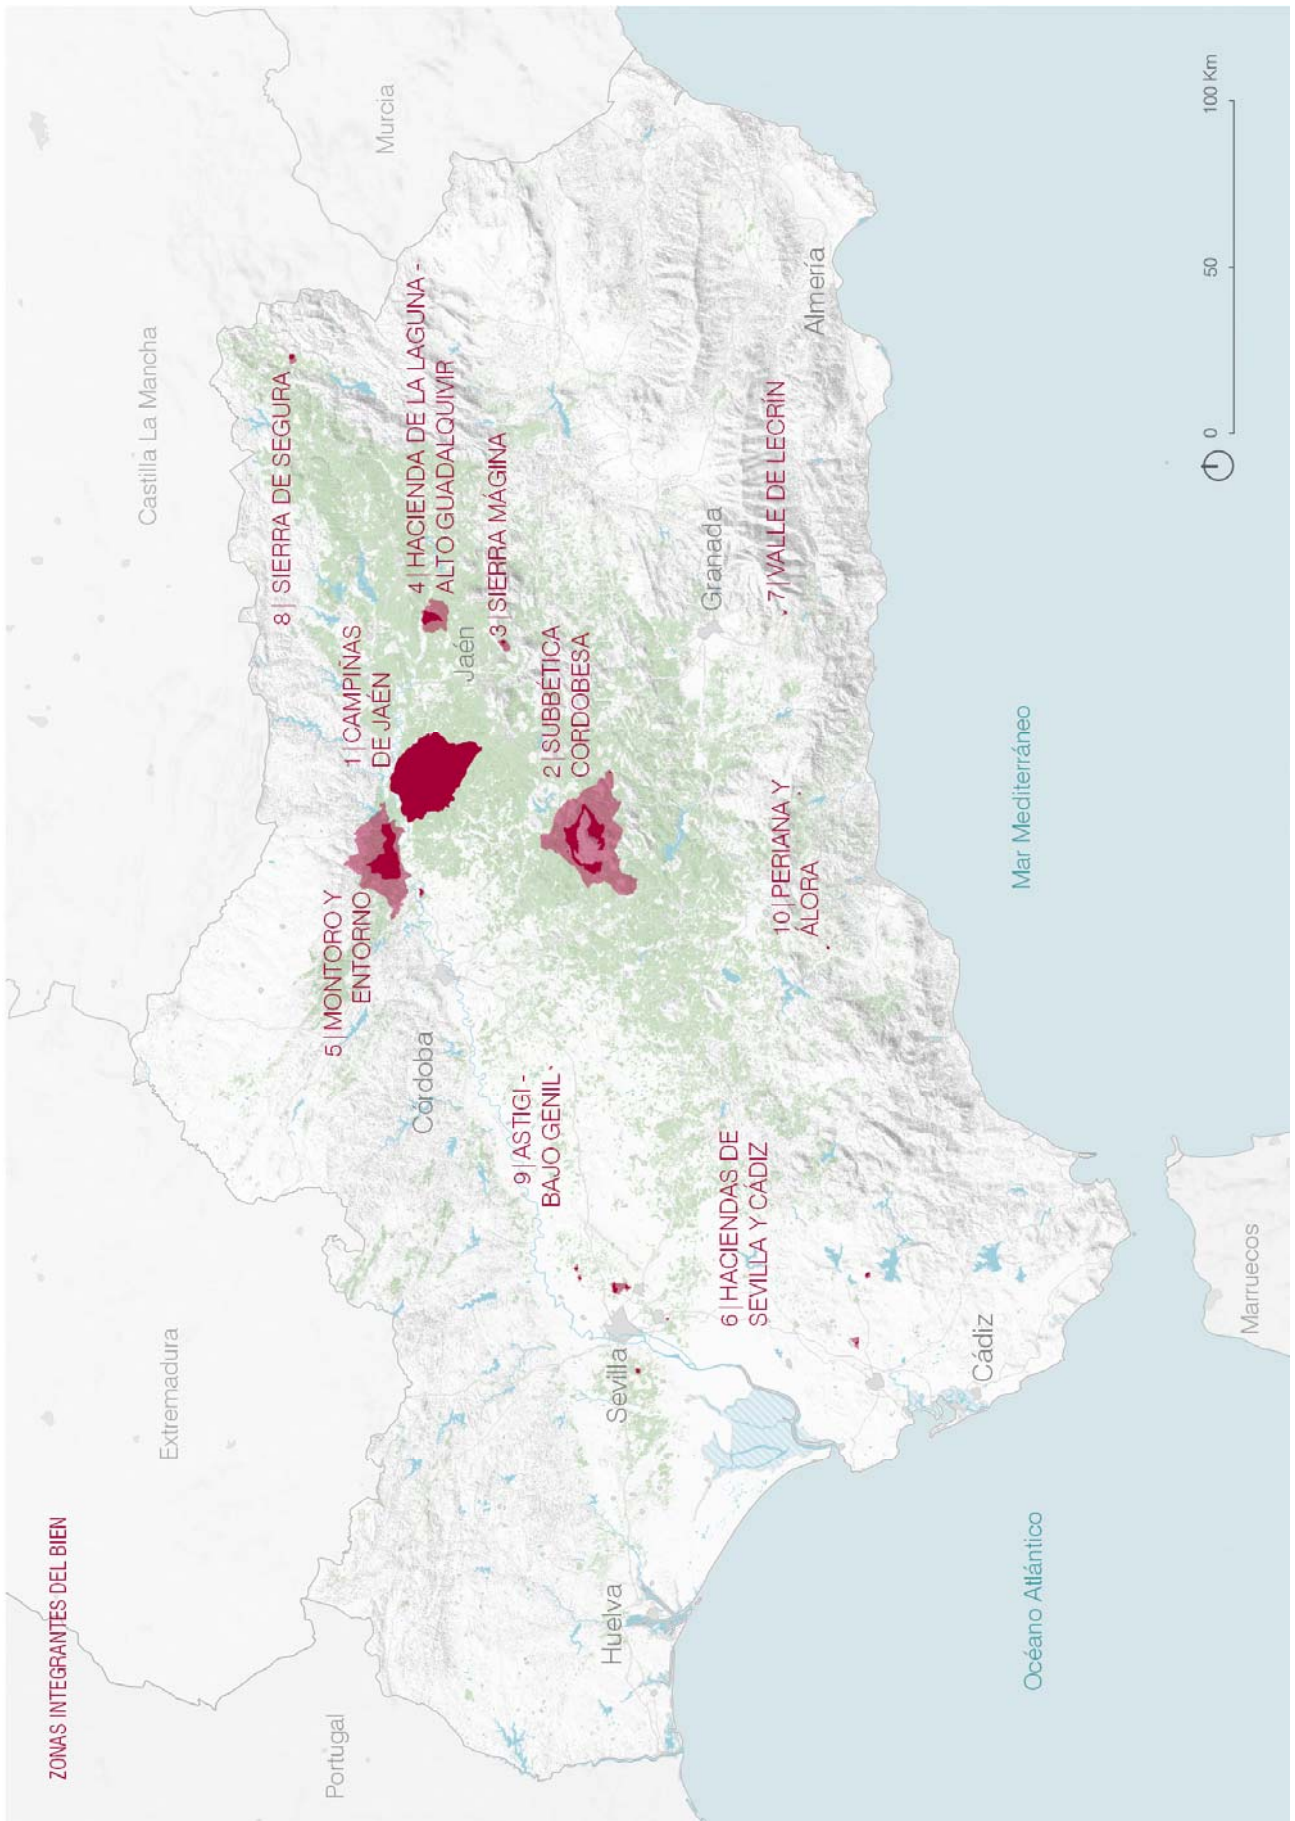 ZONAS INTEGRANTES DEL BIEN
Portugal
Extremadura
Castilla La Mancha
Murcia
8 | SIERRA DE SEGURA
1 | CAMPIÑAS
DE JAÉN
5 | MONTORO Y
ENTORNO
4 | HACIENDA DE LA LAGUNA -
ALTO GUADALQUIVIR
Jaén
3 | SIERRA MÁGINA
Córdoba
9 | ASTIGI -
BAJO GENIL
2 | SUBBÉTICA
CORDOBESA
Huelva
Sevilla
Granada
6 | HACIENDAS DE
SEVILLA Y CÁDIZ
10 | PERIANA Y
ÁLORA
7 | VALLE DE LECRÍN
Almería
Cádiz
Océano Atlántico
Mar Mediterráneo
Marruecos
0
50
100 Km